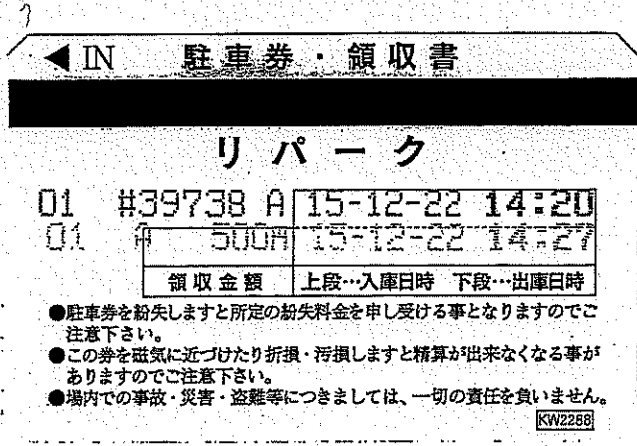 ◀ IN 駐車券・領収書
リパーク
01 #39738 A 15-12-22 14:20
01 A 500A 15-12-22 14:27
領収金額 上段…入庫日時 下段…出庫日時
●駐車券を紛失しますと所定の紛失料金を申し受ける事となりますのでご
注意下さい。
●この券を磁気に近づけたり折損・汚損しますと精算が出来なくなる事が
ありますのでご注意下さい。
●場内での事故・災害・盗難等につきましては、一切の責任を負いません。
KW2288